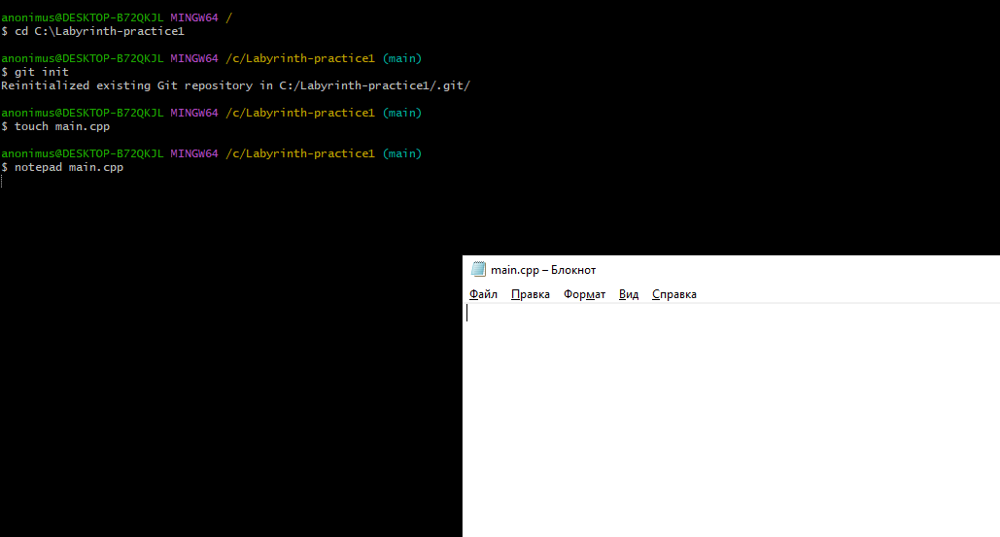 anonimus@DESKTOP-B72QKJL MINGW64 /
$ cd C:\Labyrinth-practice1
anonimus@DESKTOP-B72QKJL MINGW64 /c/Labyrinth-practice1 (main)
$ git init
Reinitialized existing Git repository in C:/Labyrinth-practice1/.git/
anonimus@DESKTOP-B72QKJL MINGW64 /c/Labyrinth-practice1 (main)
$ touch main.cpp
anonimus@DESKTOP-B72QKJL MINGW64 /c/Labyrinth-practice1 (main)
$ notepad main.cpp
main.cpp – Блокнот
Файл Правка Формат Вид Справка